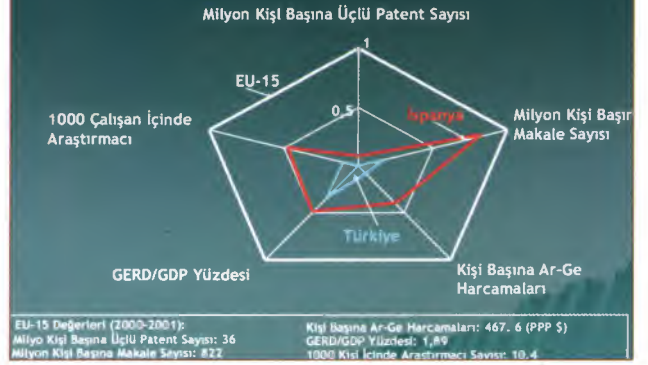 Milyon Kişi Başına Üçlü Patent Sayısı
1
EU-15
0,5
İspanya
1000 Çalışan İçinde
Araştırmacı
Milyon Kişi Başır
Makale Sayısı
Türkiye
GERD/GDP Yüzdesi
Kişi Başına Ar-Ge
Harcamaları
EU-15 Değerleri (2000-2001):
Milyo Kişi Başına Üçlü Patent Sayısı: 36
Milyon Kişi Başına Makale Sayısı: 822
Kişi Başına Ar-Ge Harcamaları: 467. 6 (PPP $)
GERD/GDP Yüzdesi: 1,89
1000 Kişi İçinde Araştırmacı Sayısı: 10,4